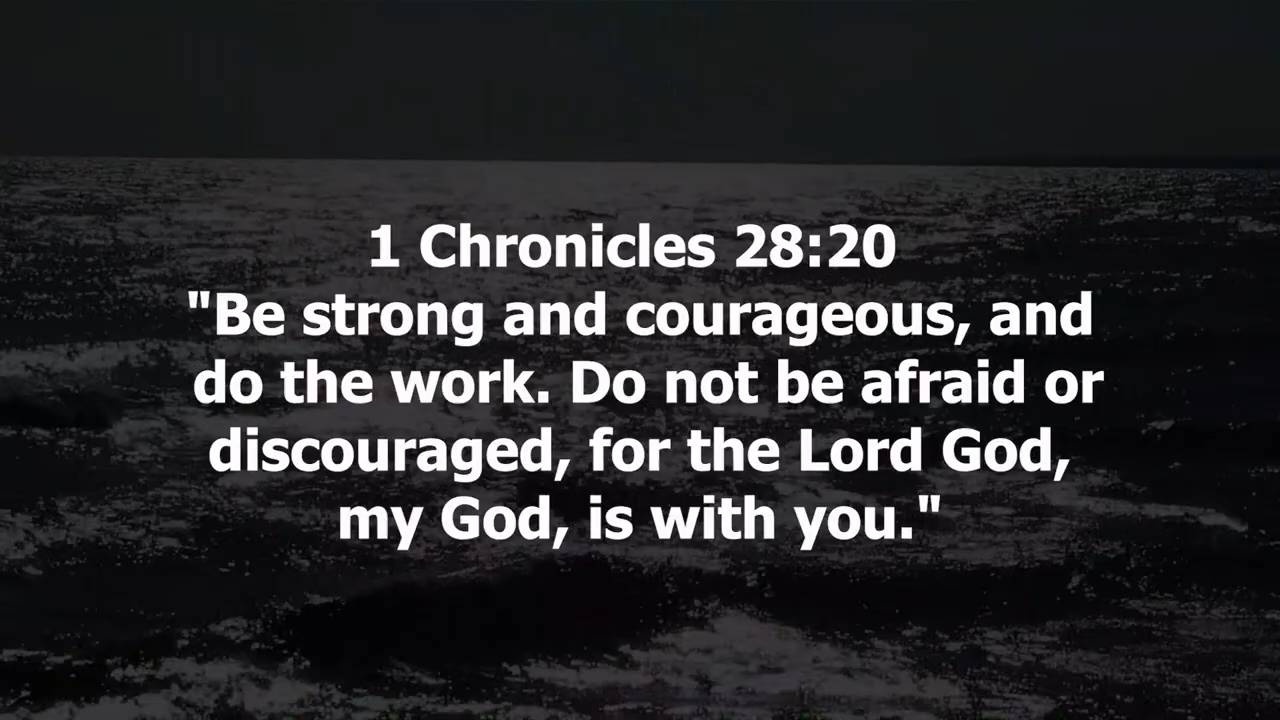 1 Chronicles 28:20
"Be strong and courageous, and
do the work. Do not be afraid or
discouraged, for the Lord God,
my God, is with you."